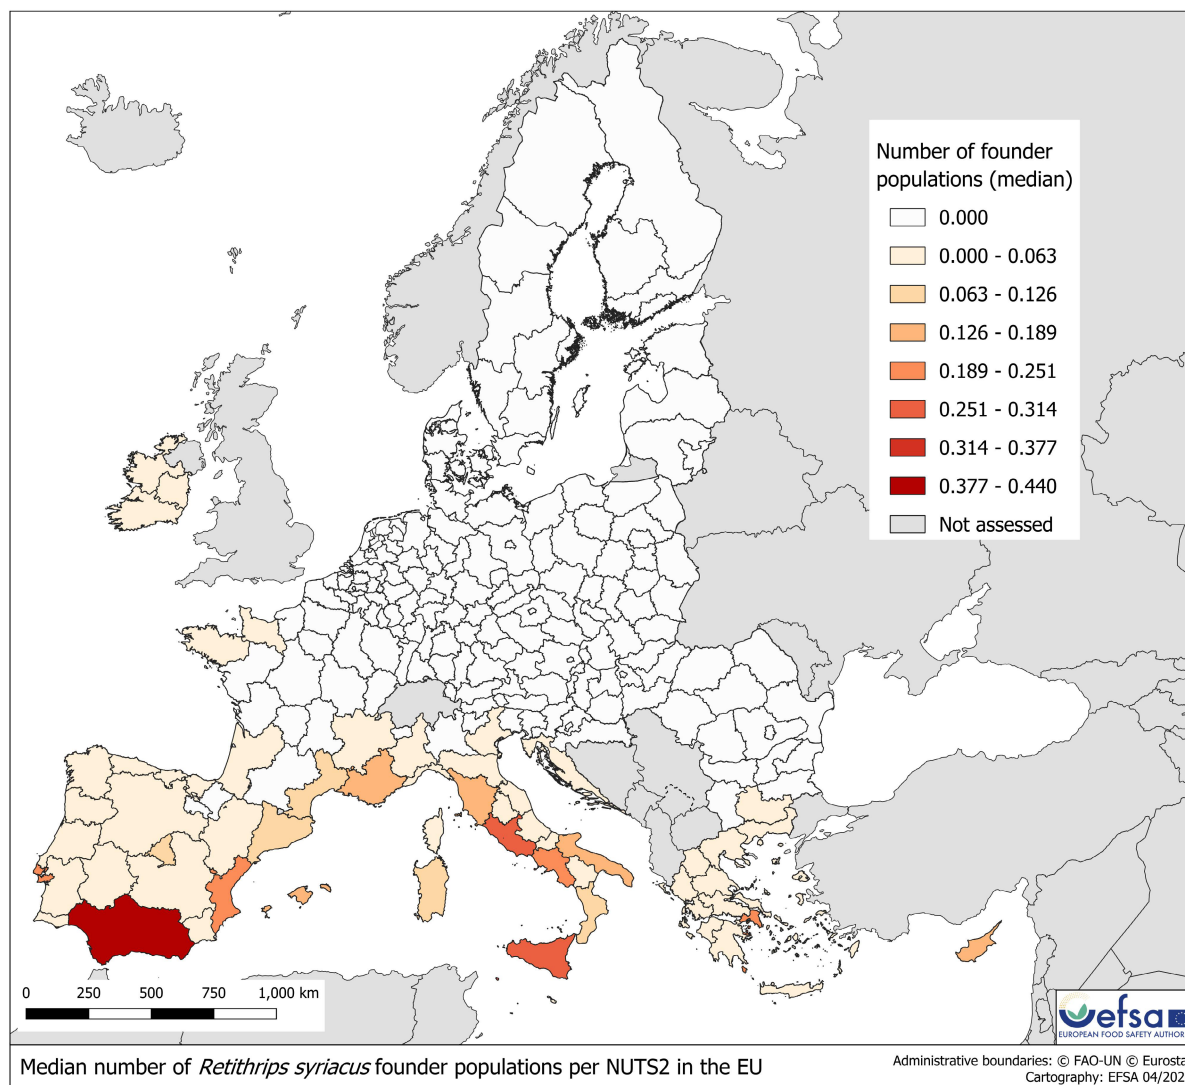 Number of founder
populations (median)
0.000
0.000 - 0.063
0.063 - 0.126
0.126 - 0.189
0.189 - 0.251
0.251 - 0.314
0.314 - 0.377
0.377 - 0.440
Not assessed
0 250 500 750 1,000 km
efsa
EUROPEAN FOOD SAFETY AUTHOR
Median number of Retithrips syriacus founder populations per NUTS2 in the EU
Administrative boundaries: © FAO-UN © Eurosta
Cartography: EFSA 04/202